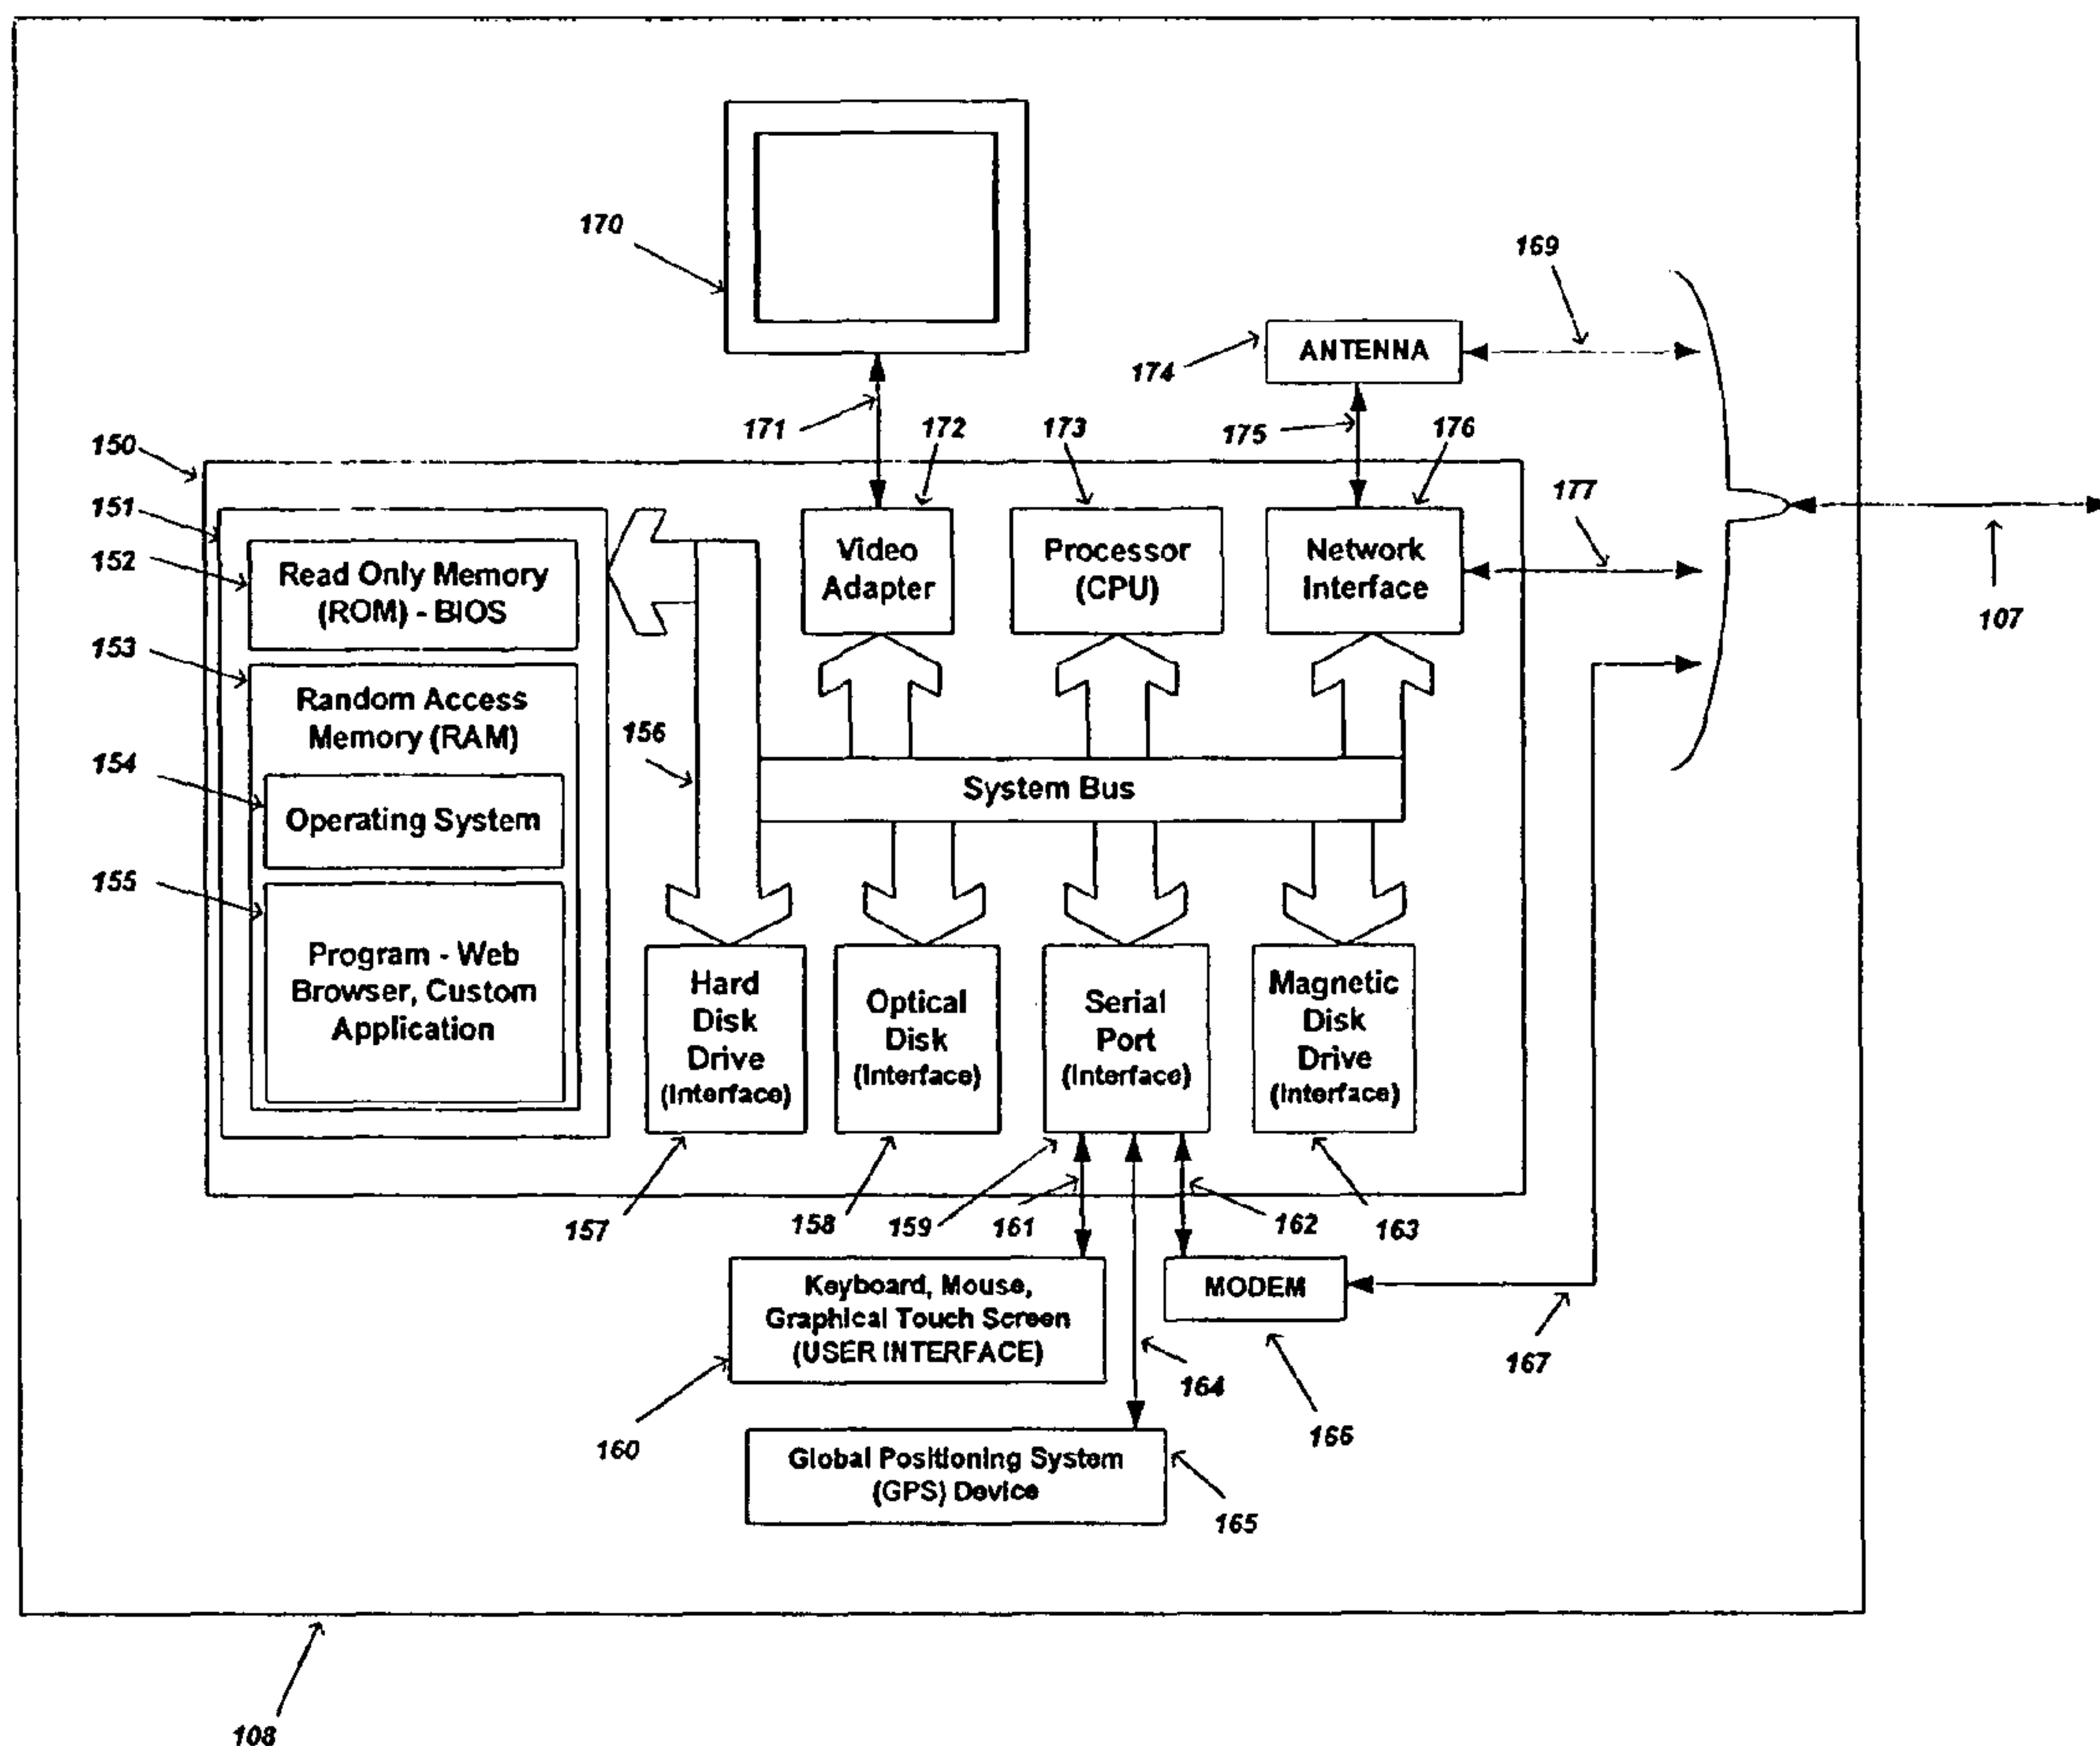 170
169
ANTENNA
174
171
172
173
175
176
150
151
152
153
154
155
Read Only Memory
(ROM) - BIOS
Random Access
Memory (RAM)
Operating System
Program - Web
Browser, Custom
Application
156
Video
Adapter
Processor
(CPU)
Network
Interface
177
107
System Bus
Hard
Disk
Drive
(Interface)
Optical
Disk
(Interface)
Serial
Port
(Interface)
Magnetic
Disk
Drive
(Interface)
157
158
159
161
162
163
Keyboard, Mouse,
Graphical Touch Screen
(USER INTERFACE)
MODEM
160
164
166
167
Global Positioning System
(GPS) Device
165
108